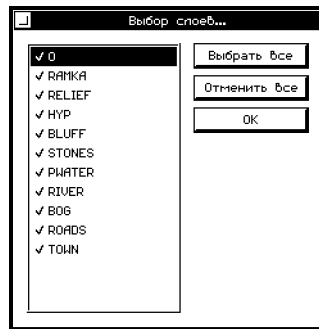 Выбор слоев...
✓ 0
✓ RAMKA
✓ RELIEF
✓ HYP
✓ BLUFF
✓ STONES
✓ PWATER
✓ RIVER
✓ BOG
✓ ROADS
✓ TOWN
Выбрать все
Отменить все
OK